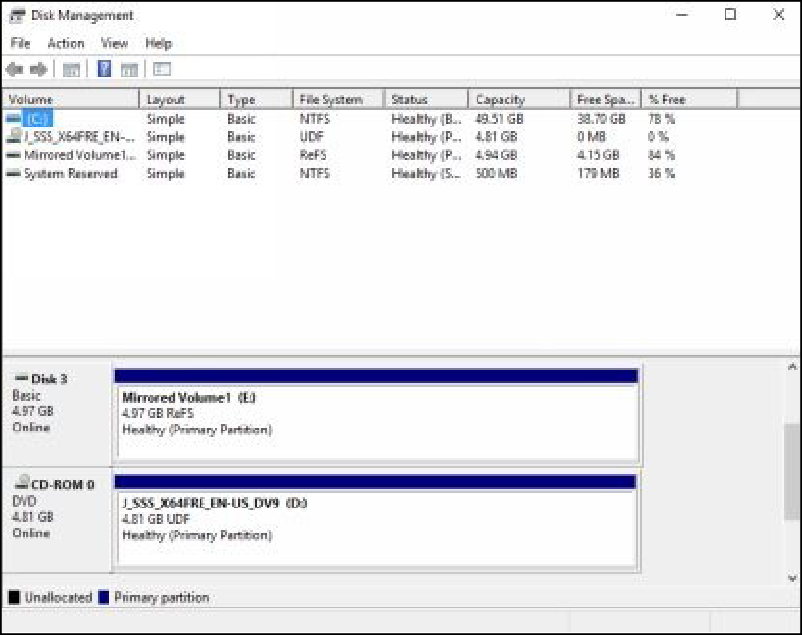 Disk Management
File Action View Help
Volume Layout Type File System Status Capacity Free Spa... % Free
(C:) Simple Basic NTFS Healthy (B... 49.51 GB 38.70 GB 78 %
J_SSS_X64FRE_EN-... Simple Basic UDF Healthy (P... 4.81 GB 0 MB 0 %
Mirrored Volume1... Simple Basic ReFS Healthy (P... 4.94 GB 4.15 GB 84 %
System Reserved Simple Basic NTFS Healthy (S... 500 MB 179 MB 36 %
Disk 3
Basic
4.97 GB
Online
Mirrored Volume1 (E:)
4.97 GB ReFS
Healthy (Primary Partition)
CD-ROM 0
DVD
4.81 GB
Online
J_SSS_X64FRE_EN-US_DV9 (D:)
4.81 GB UDF
Healthy (Primary Partition)
Unallocated Primary partition